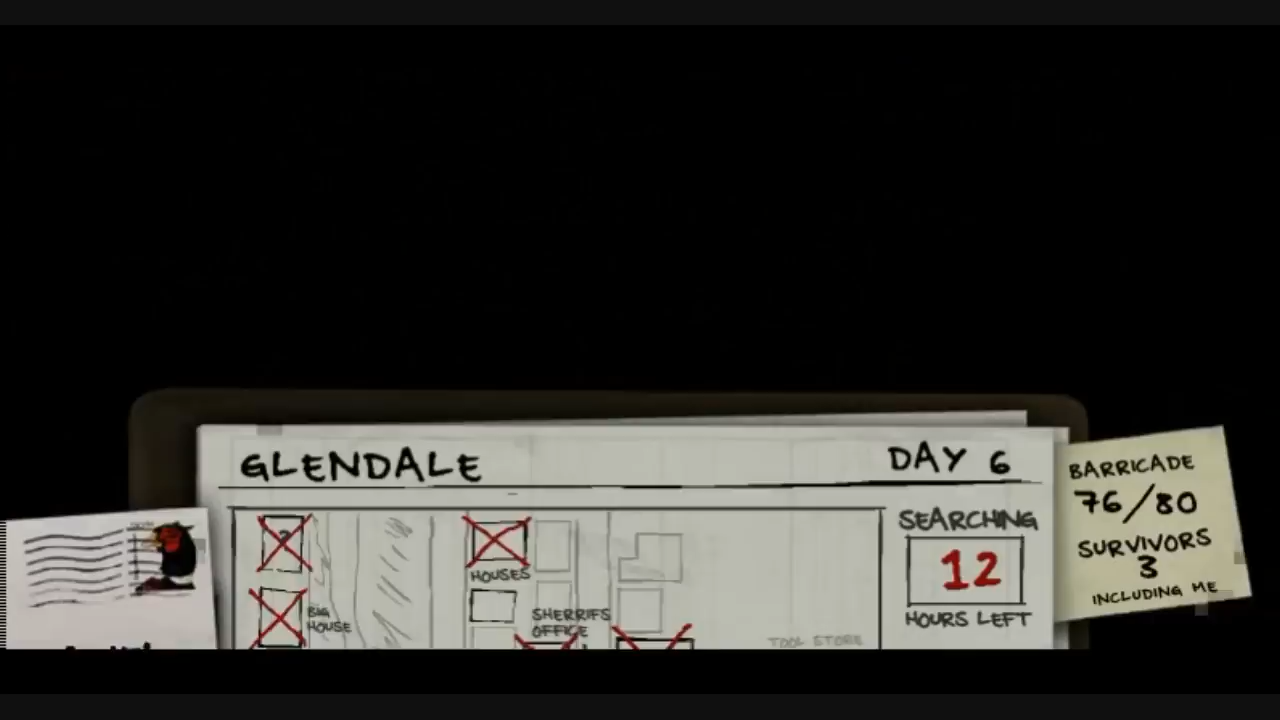 GLENDALE
DAY 6
?
HOUSES
BIG
HOUSE
SHERRIFS
OFFICE
TOOL STORE
SEARCHING
12
HOURS LEFT
BARRICADE
76/80
SURVIVORS
3
INCLUDING ME